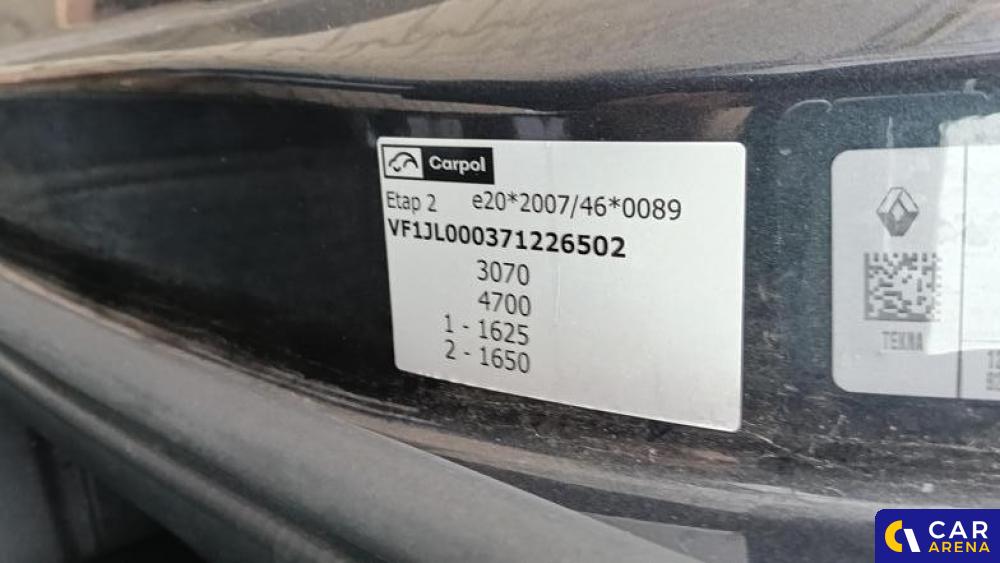 Carpol
Etap 2 e20*2007/46*0089
VF1JL000371226502
3070
4700
1 - 1625
2 - 1650
TEKNA
CAR
ARENA